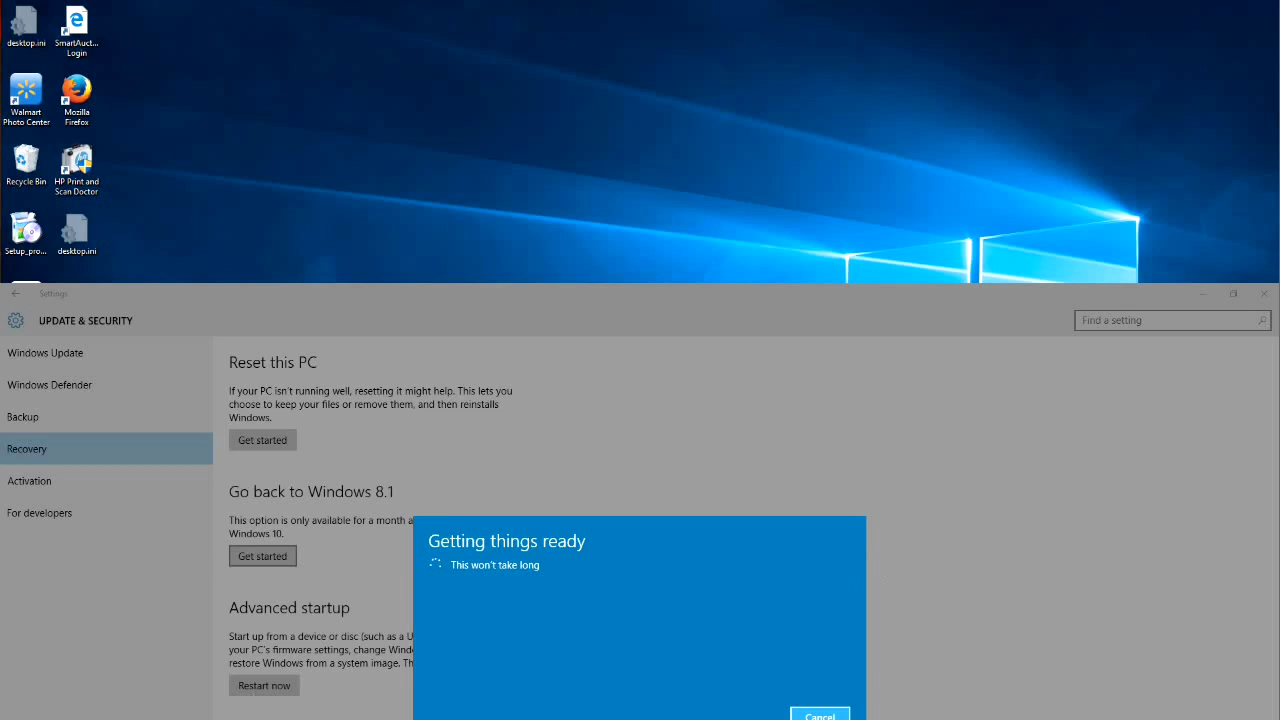 desktop.ini
SmartAuct...
Login
Walmart
Photo Center
Mozilla
Firefox
Recycle Bin
HP Print and
Scan Doctor
Setup_pro...
desktop.ini
Settings
UPDATE & SECURITY
Find a setting
Windows Update
Windows Defender
Backup
Recovery
Activation
For developers
Reset this PC
If your PC isn't running well, resetting it might help. This lets you
choose to keep your files or remove them, and then reinstalls
Windows.
Get started
Go back to Windows 8.1
This option is only available for a month a
Windows 10.
Get started
Advanced startup
Start up from a device or disc (such as a U
your PC's firmware settings, change Wind
restore Windows from a system image. Th
Restart now
Getting things ready
This won't take long
Cancel